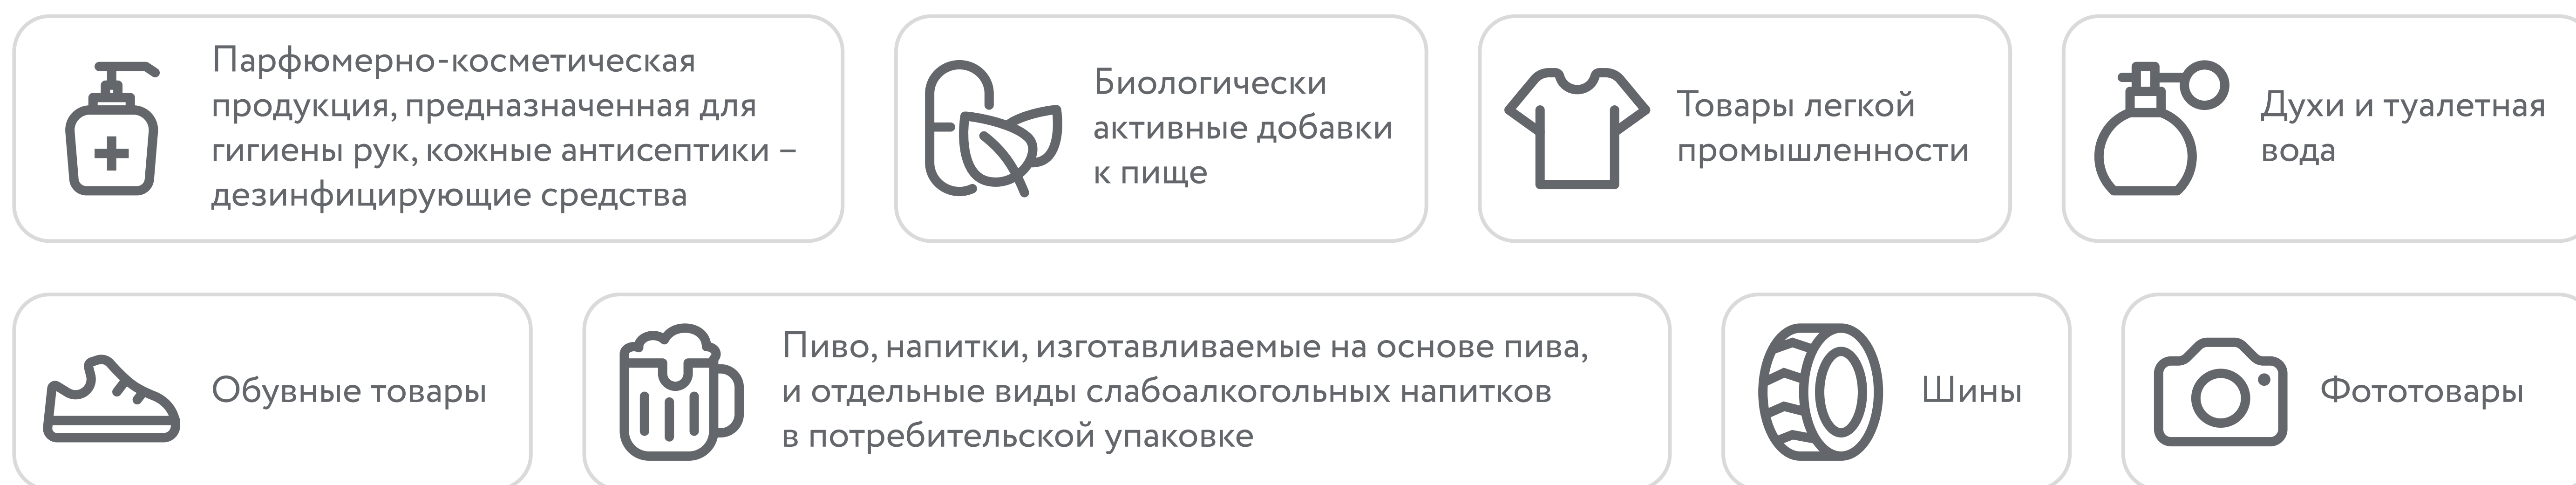 Парфюмерно-косметическая
продукция, предназначенная для
гигиены рук, кожные антисептики –
дезинфицирующие средства
Биологически
активные добавки
к пище
Товары легкой
промышленности
Духи и туалетная
вода
Обувные товары
Пиво, напитки, изготавливаемые на основе пива,
и отдельные виды слабоалкогольных напитков
в потребительской упаковке
Шины
Фототовары